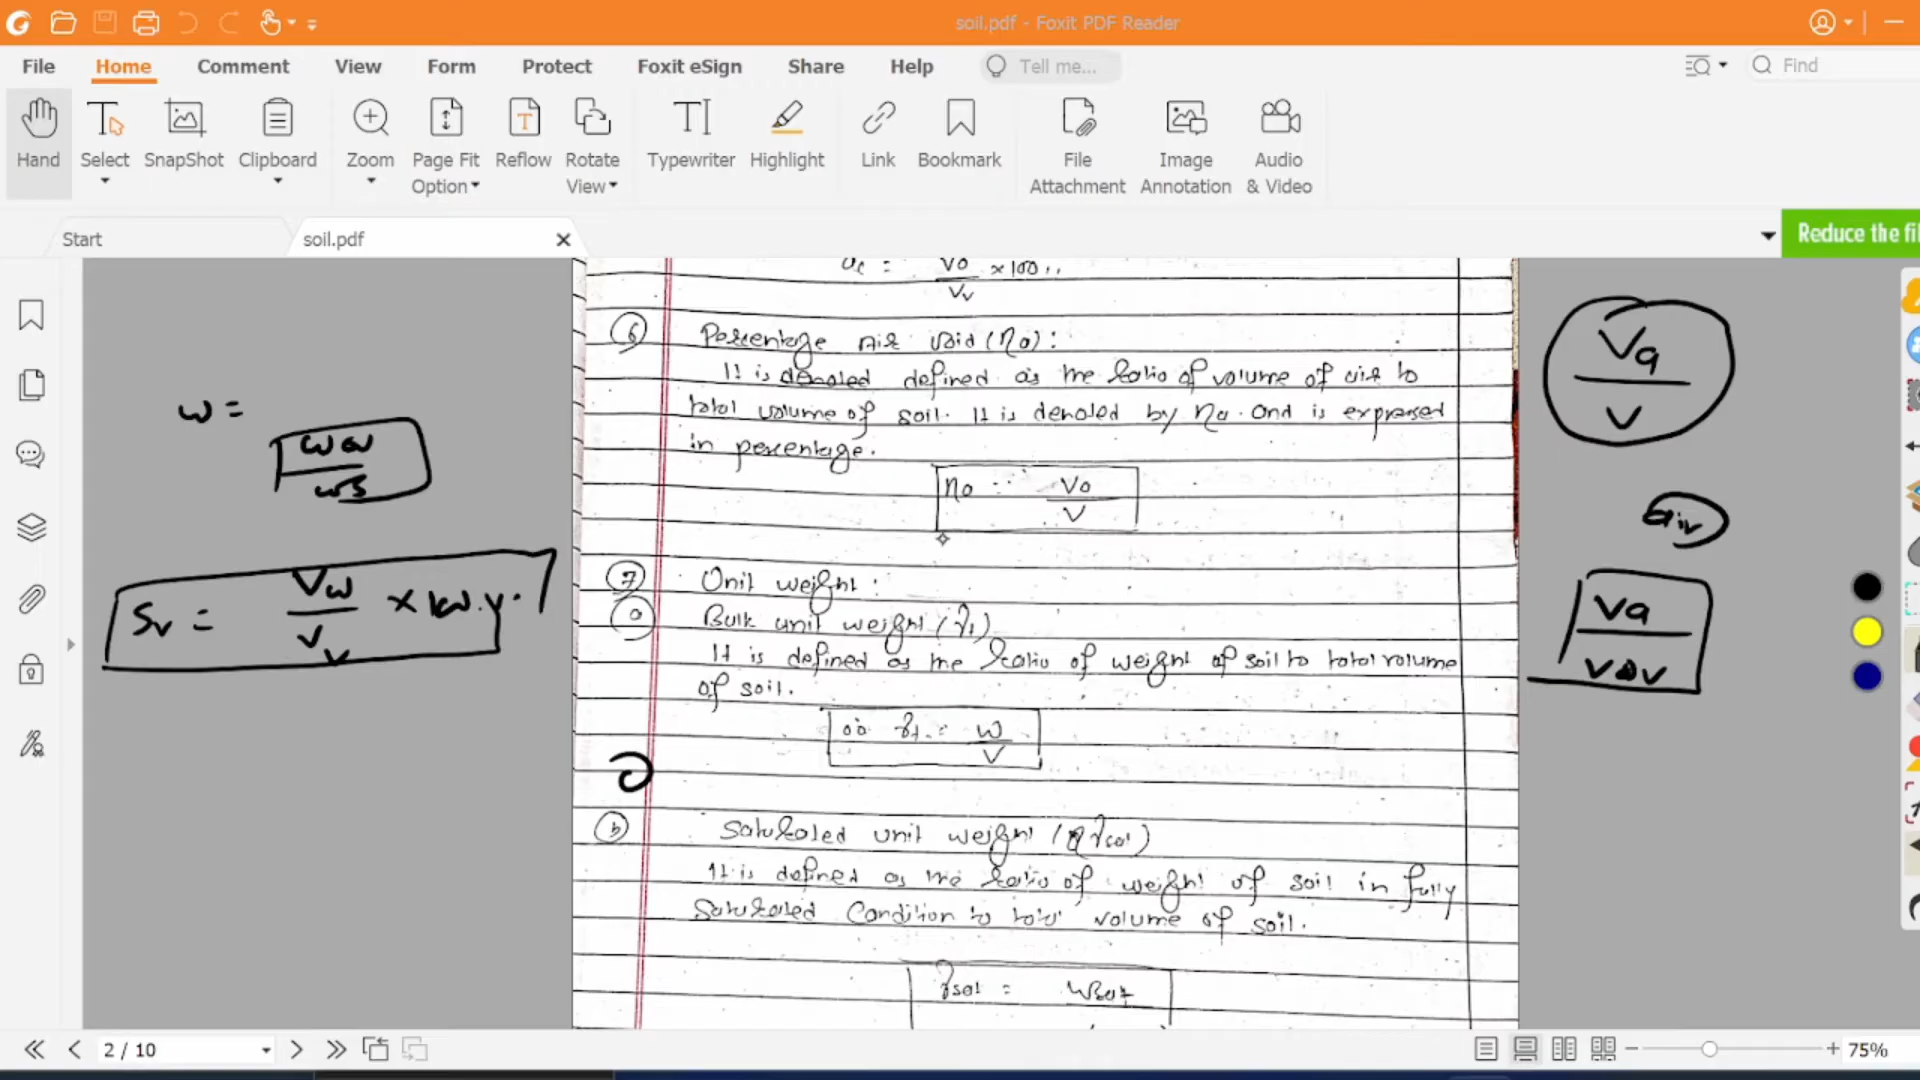 soil.pdf - Foxit PDF Reader
File Home Comment View Form Protect Foxit eSign Share Help Tell me... Find
Hand Select SnapShot Clipboard Zoom Page Fit Option Reflow Rotate View Typewriter Highlight Link Bookmark File Attachment Image Annotation Audio & Video
Start soil.pdf Reduce the fil
ac = Va/Vv × 100
6 Percentage Air Void (ηa):
It is denoted defined as the ratio of volume of air to
total volume of soil. It is denoted by ηa. and is expressed
in percentage.
ηa = Va/V
7 Unit weight:
a Bulk unit weight (γt)
It is defined as the ratio of weight of soil to total volume
of soil.
∴ γt = W/V
b Saturated unit weight (γsat)
It is defined as the ratio of weight of soil in fully
Saturated Condition to total volume of soil.
γsat = Wsat
w =
ww/ws
Sr = Vw/Vv ×
Va/V
Va
2 / 10
75%